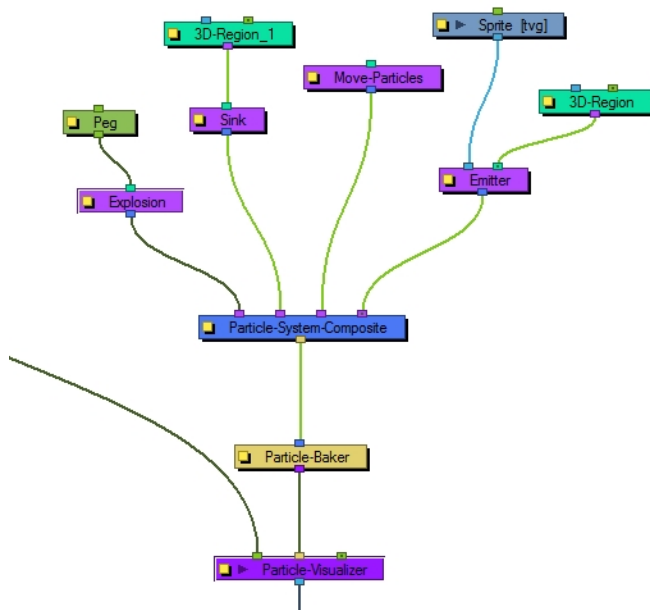 3D-Region_1
Sprite [tvg]
Move-Particles
3D-Region
Peg
Sink
Emitter
Explosion
Particle-System-Composite
Particle-Baker
Particle-Visualizer